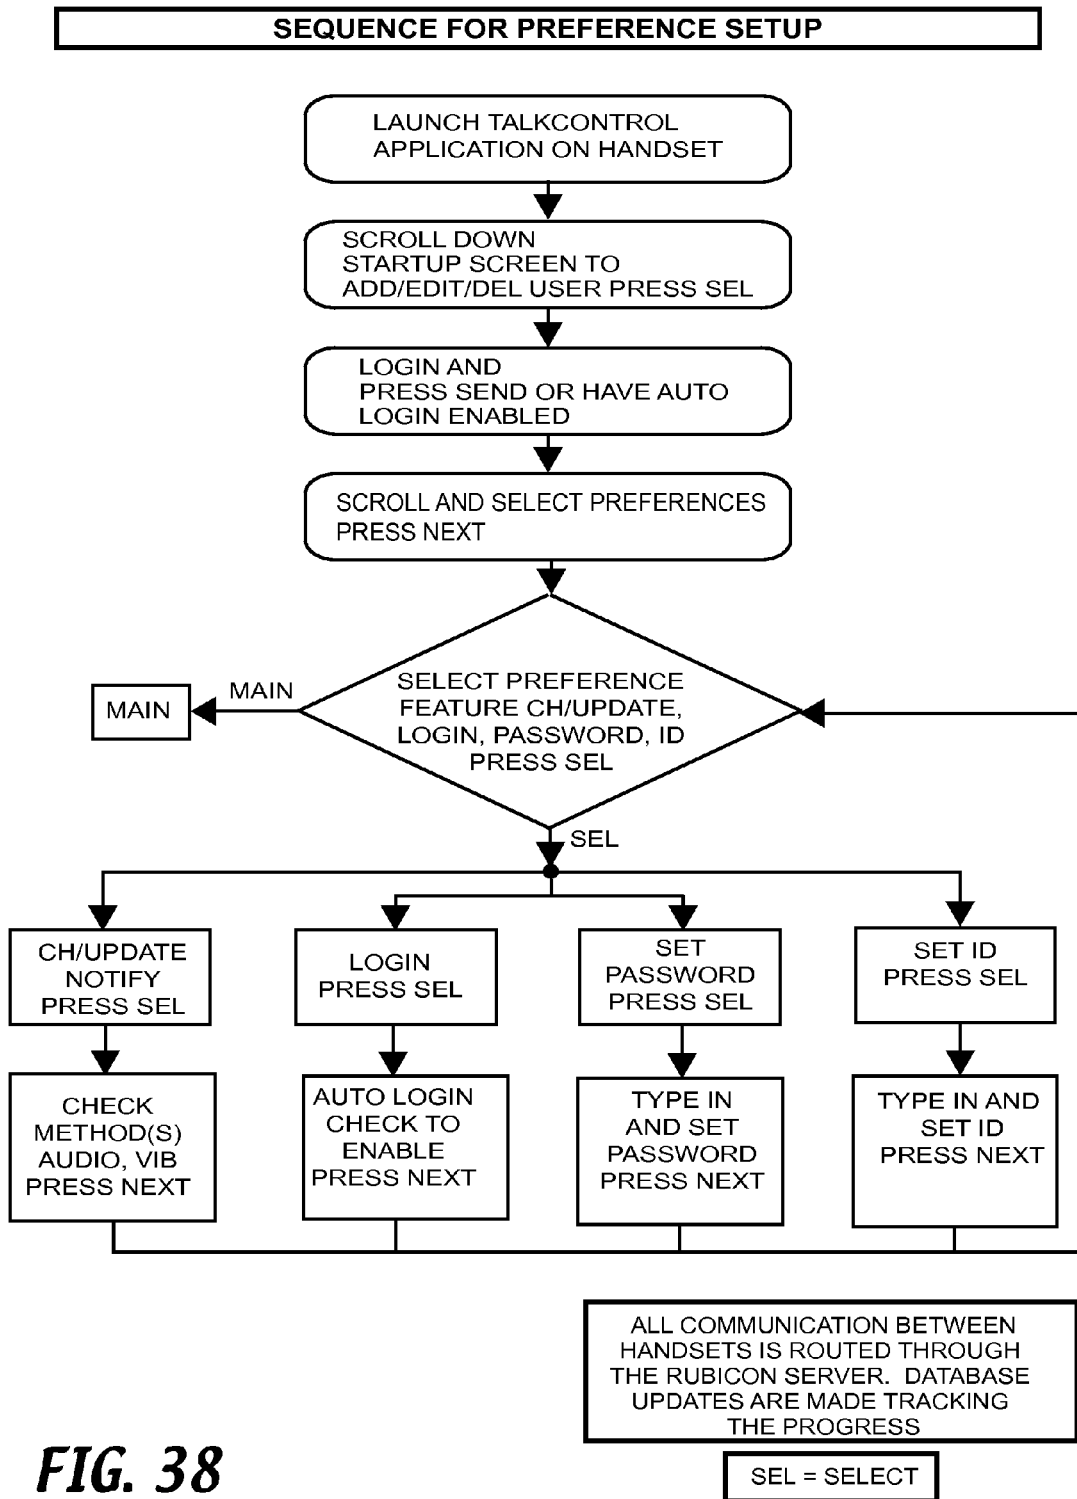 SEQUENCE FOR PREFERENCE SETUP
LAUNCH TALKCONTROL
APPLICATION ON HANDSET
SCROLL DOWN
STARTUP SCREEN TO
ADD/EDIT/DEL USER PRESS SEL
LOGIN AND
PRESS SEND OR HAVE AUTO
LOGIN ENABLED
SCROLL AND SELECT PREFERENCES
PRESS NEXT
SELECT PREFERENCE
FEATURE CH/UPDATE,
LOGIN, PASSWORD, ID
PRESS SEL
MAIN
MAIN
SEL
CH/UPDATE
NOTIFY
PRESS SEL
LOGIN
PRESS SEL
SET
PASSWORD
PRESS SEL
SET ID
PRESS SEL
CHECK
METHOD(S)
AUDIO, VIB
PRESS NEXT
AUTO LOGIN
CHECK TO
ENABLE
PRESS NEXT
TYPE IN
AND SET
PASSWORD
PRESS NEXT
TYPE IN AND
SET ID
PRESS NEXT
ALL COMMUNICATION BETWEEN
HANDSETS IS ROUTED THROUGH
THE RUBICON SERVER. DATABASE
UPDATES ARE MADE TRACKING
THE PROGRESS
SEL = SELECT
FIG. 38